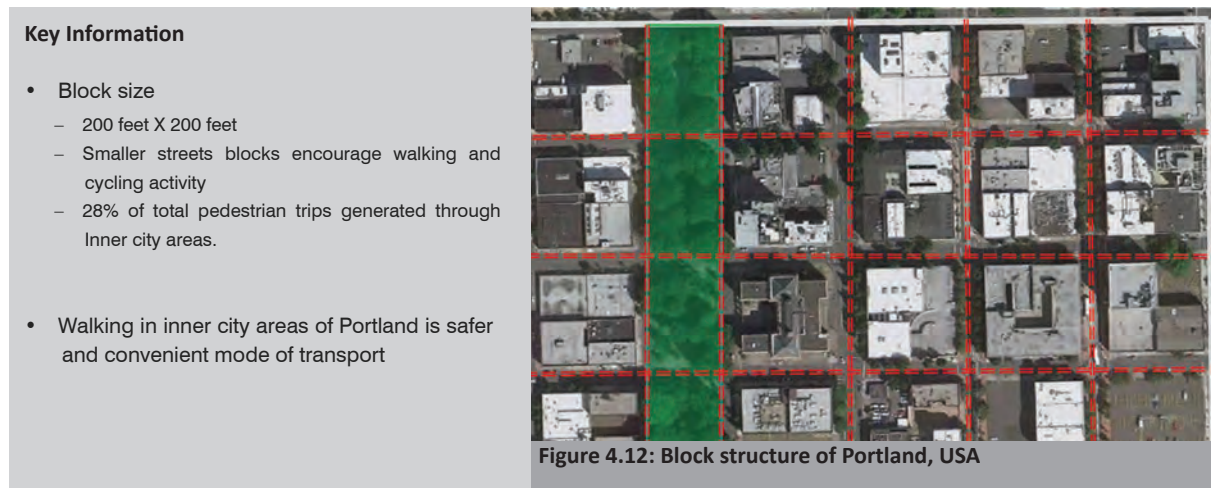 Key Information
• Block size
– 200 feet X 200 feet
– Smaller streets blocks encourage walking and
cycling activity
– 28% of total pedestrian trips generated through
Inner city areas.
• Walking in inner city areas of Portland is safer
and convenient mode of transport
Figure 4.12: Block structure of Portland, USA